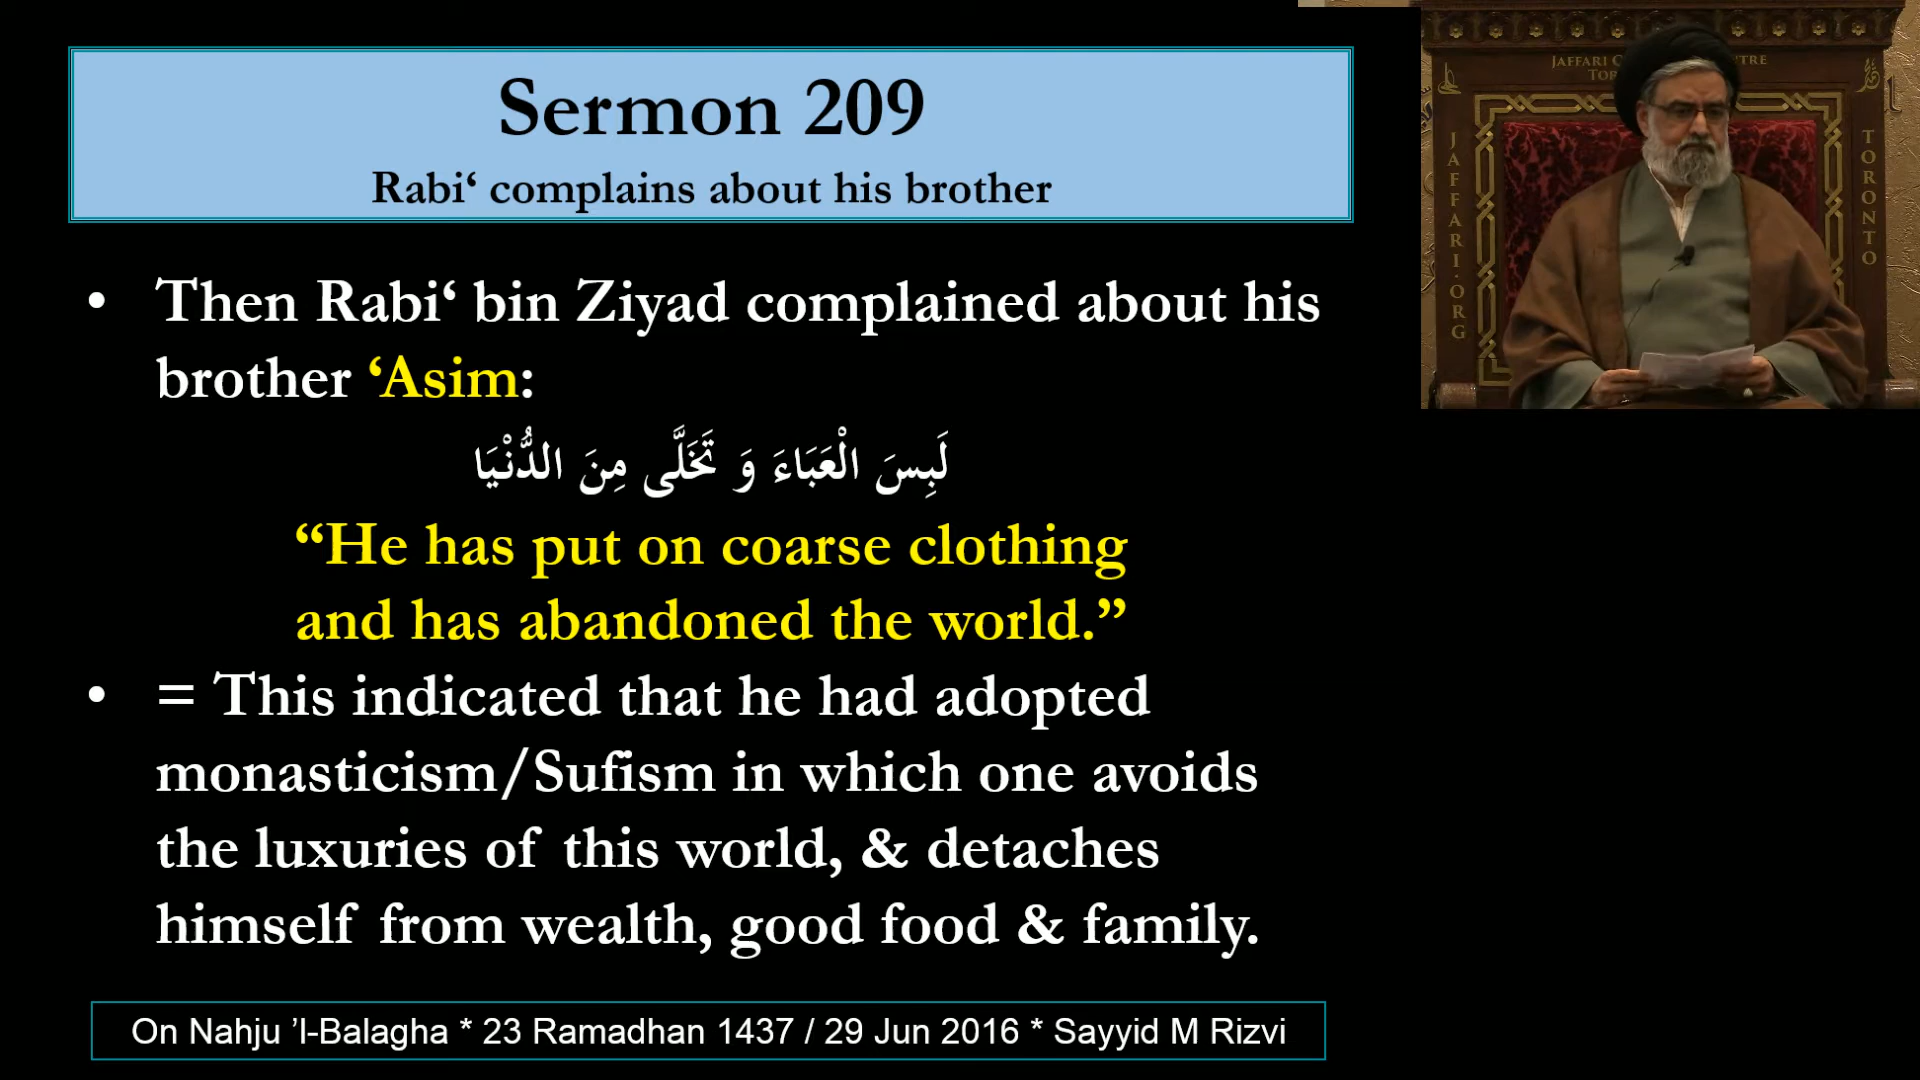 Sermon 209
Rabi‘ complains about his brother
• Then Rabi‘ bin Ziyad complained about his
brother ‘Asim:
لَبِسَ الْعَبَاءَ وَ تَخَلَّى مِنَ الدُّنْيَا
“He has put on coarse clothing
and has abandoned the world.”
• = This indicated that he had adopted
monasticism/Sufism in which one avoids
the luxuries of this world, & detaches
himself from wealth, good food & family.
On Nahju ’l-Balagha * 23 Ramadhan 1437 / 29 Jun 2016 * Sayyid M Rizvi
JAFFARI
JAFFARI.ORG
TORONTO